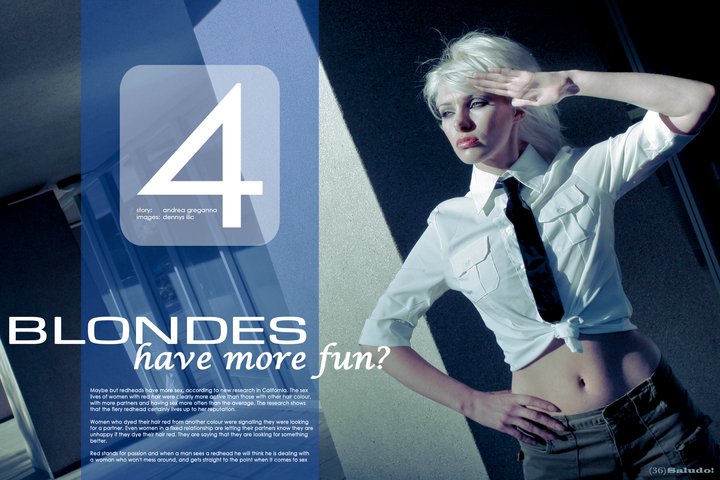 4
story: andrea greganna
images: dennys ilic
BLONDES
have more fun?
Maybe but redheads have more sex, according to new research in California. The sex
lives of women with red hair were clearly more active than those with other hair colour,
with more partners and having sex more often than the average. The research shows
that the fiery redhead certainly lives up to her reputation.
Women who dyed their hair red from another colour were signalling they were looking
for a partner. Even women in a fixed relationship are letting their partners know they are
unhappy if they dye their hair red. They are saying that they are looking for something
better.
Red stands for passion and when a man sees a redhead he will think he is dealing with
a woman who won't mess around, and gets straight to the point when it comes to sex
(36)Saludo!